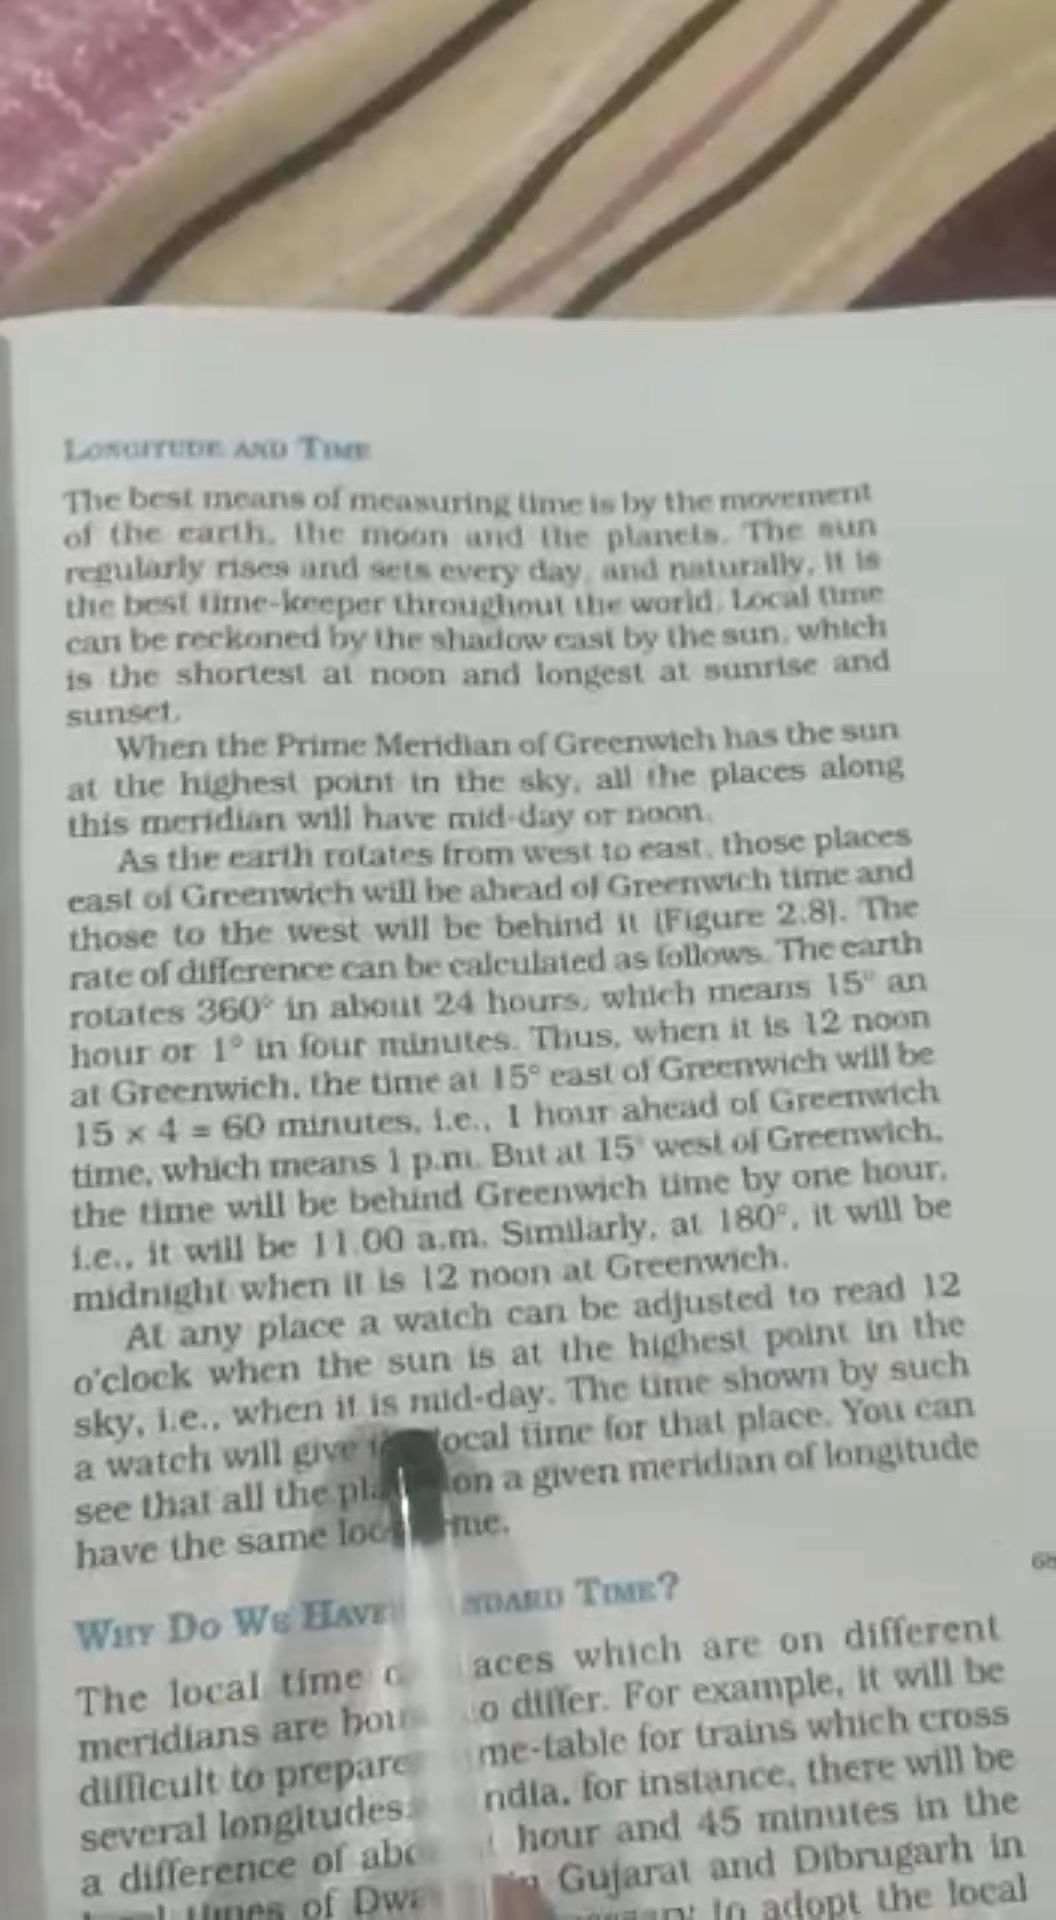 LONGITUDE AND TIME
The best means of measuring time is by the movement
of the earth, the moon and the planets. The sun
regularly rises and sets every day, and naturally, it is
the best time-keeper throughout the world. Local time
can be reckoned by the shadow cast by the sun, which
is the shortest at noon and longest at sunrise and
sunset.
When the Prime Meridian of Greenwich has the sun
at the highest point in the sky, all the places along
this meridian will have mid-day or noon.
As the earth rotates from west to east, those places
east of Greenwich will be ahead of Greenwich time and
those to the west will be behind it (Figure 2.8). The
rate of difference can be calculated as follows. The earth
rotates 360° in about 24 hours, which means 15° an
hour or 1° in four minutes. Thus, when it is 12 noon
at Greenwich, the time at 15° east of Greenwich will be
15 × 4 = 60 minutes, i.e., 1 hour ahead of Greenwich
time, which means 1 p.m. But at 15° west of Greenwich,
the time will be behind Greenwich time by one hour,
i.e., it will be 11.00 a.m. Similarly, at 180°, it will be
midnight when it is 12 noon at Greenwich.
At any place a watch can be adjusted to read 12
o'clock when the sun is at the highest point in the
sky, i.e., when it is mid-day. The time shown by such
a watch will give local time for that place. You can
see that all the on a given meridian of longitude
have the same
WHY DO WE HAVE TIME?
The local time which are on different
meridians are differ. For example, it will be
difficult to prepare for trains which cross
several longitudes. for instance, there will be
a difference of hour and 45 minutes in the
of Gujarat and Dibrugarh in
to adopt the local